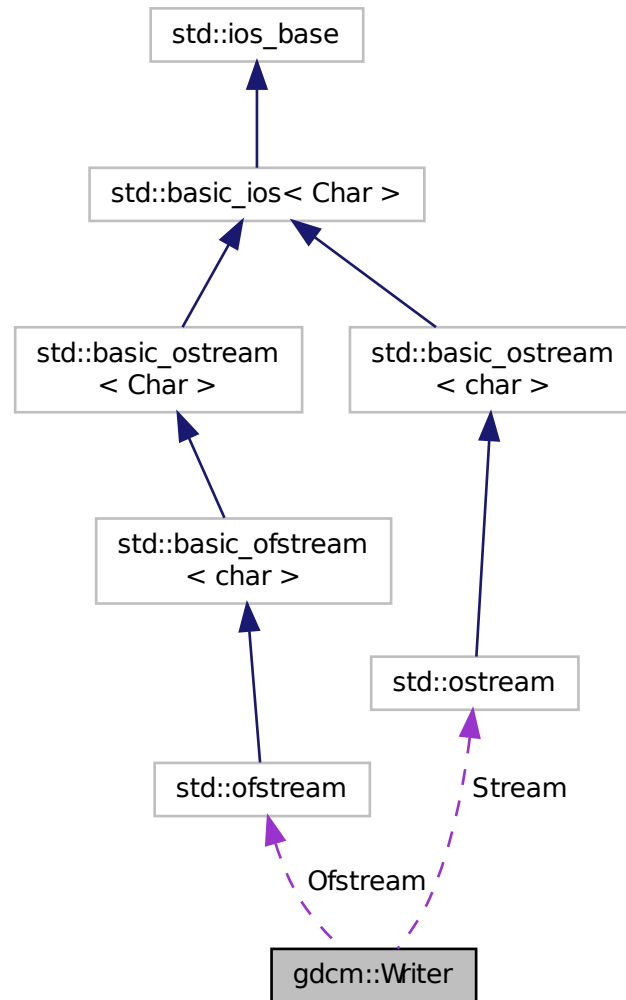 std::ios_base
std::basic_ios< Char >
std::basic_ostream
< Char >
std::basic_ostream
< char >
std::basic_ofstream
< char >
std::ostream
std::ofstream
Stream
Ofstream
gdcm::Writer